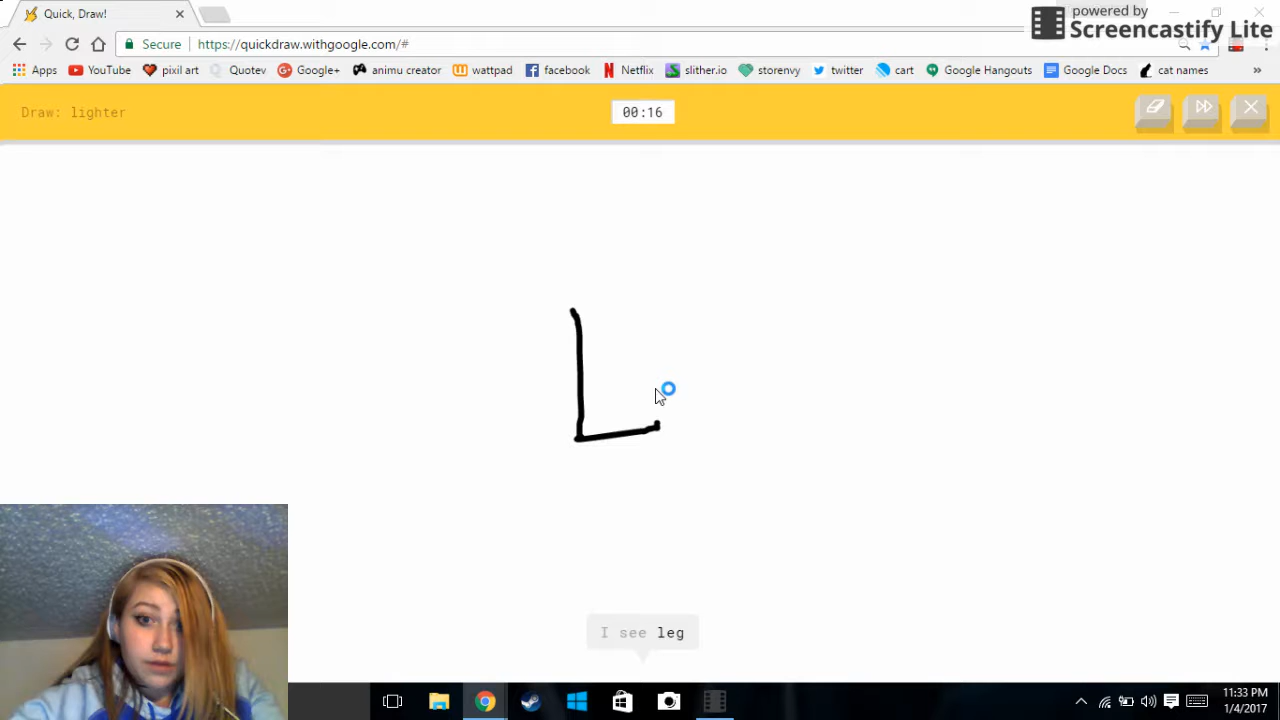 Quick, Draw!
powered by
Screencastify Lite
Secure https://quickdraw.withgoogle.com/#
Apps YouTube pixil art Quotev Google+ animu creator wattpad facebook Netflix slither.io storenvy twitter cart Google Hangouts Google Docs cat names »
Draw: lighter 00:16
I see leg
11:33 PM
1/4/2017